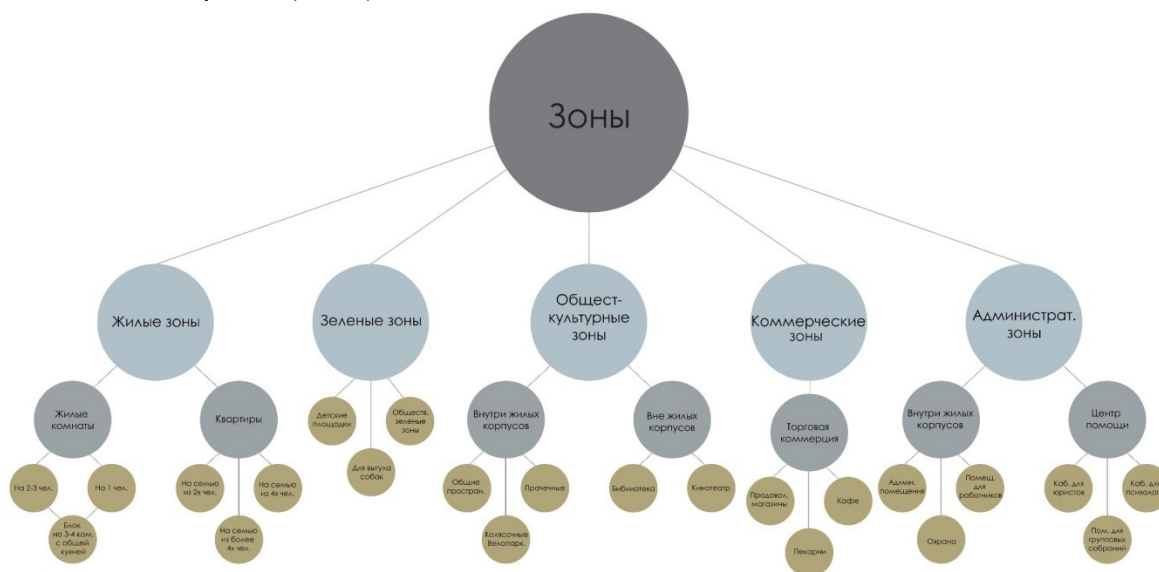 Зоны
Жилые зоны
Зеленые зоны
Общест-
культурные
зоны
Коммерческие
зоны
Администрат.
зоны
Жилые
комнаты
Квартиры
Детские
площадки
Обществ.
зеленые
зоны
Для выгула
собак
Внутри жилых
корпусов
Вне жилых
корпусов
Торговая
коммерция
Внутри жилых
корпусов
Центр
помощи
На 2-3 чел.
На 1 чел.
Блок
на 3-4 ком.
с общей
кухней
На семью
из 2х чел.
На семью
из 4х чел.
На семью
из более
4х чел.
Общие
простран.
Прачечные
Колясочные
Велопарк.
Библиотека
Кинотеатр
Продовол.
магазины
Кафе
Пекарни
Админ.
помещения
Помещ.
для
работников
Охрана
Каб. для
юристов
Каб. для
психолог
Пом. для
групповых
собраний